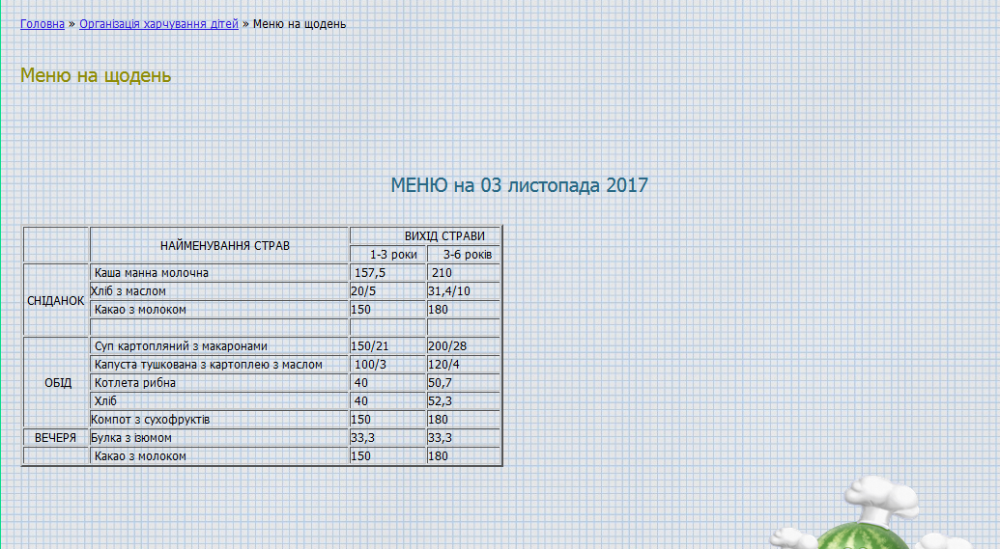 Головна » Організація харчування дітей » Меню на щодень
Меню на щодень
МЕНЮ на 03 листопада 2017
НАЙМЕНУВАННЯ СТРАВ ВИХІД СТРАВИ
1-3 роки 3-6 років
СНІДАНОК Каша манна молочна 157,5 210
Хліб з маслом 20/5 31,4/10
Какао з молоком 150 180
ОБІД Суп картопляний з макаронами 150/21 200/28
Капуста тушкована з картоплею з маслом 100/3 120/4
Котлета рибна 40 50,7
Хліб 40 52,3
Компот з сухофруктів 150 180
ВЕЧЕРЯ Булка з ізюмом 33,3 33,3
Какао з молоком 150 180